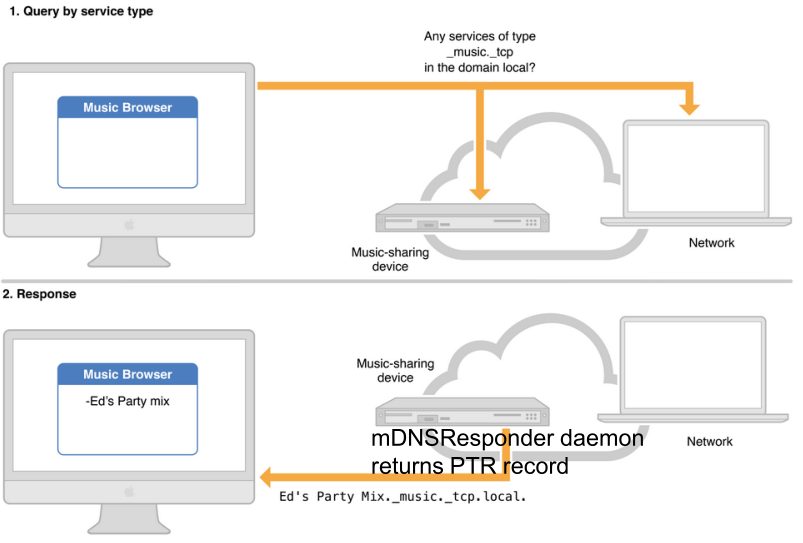 1. Query by service type
Any services of type
_music._tcp
in the domain local?
Music Browser
Music-sharing
device
Network
2. Response
Music Browser
-Ed's Party mix
Music-sharing
device
Network
mDNSResponder daemon
returns PTR record
Ed's Party Mix._music._tcp.local.